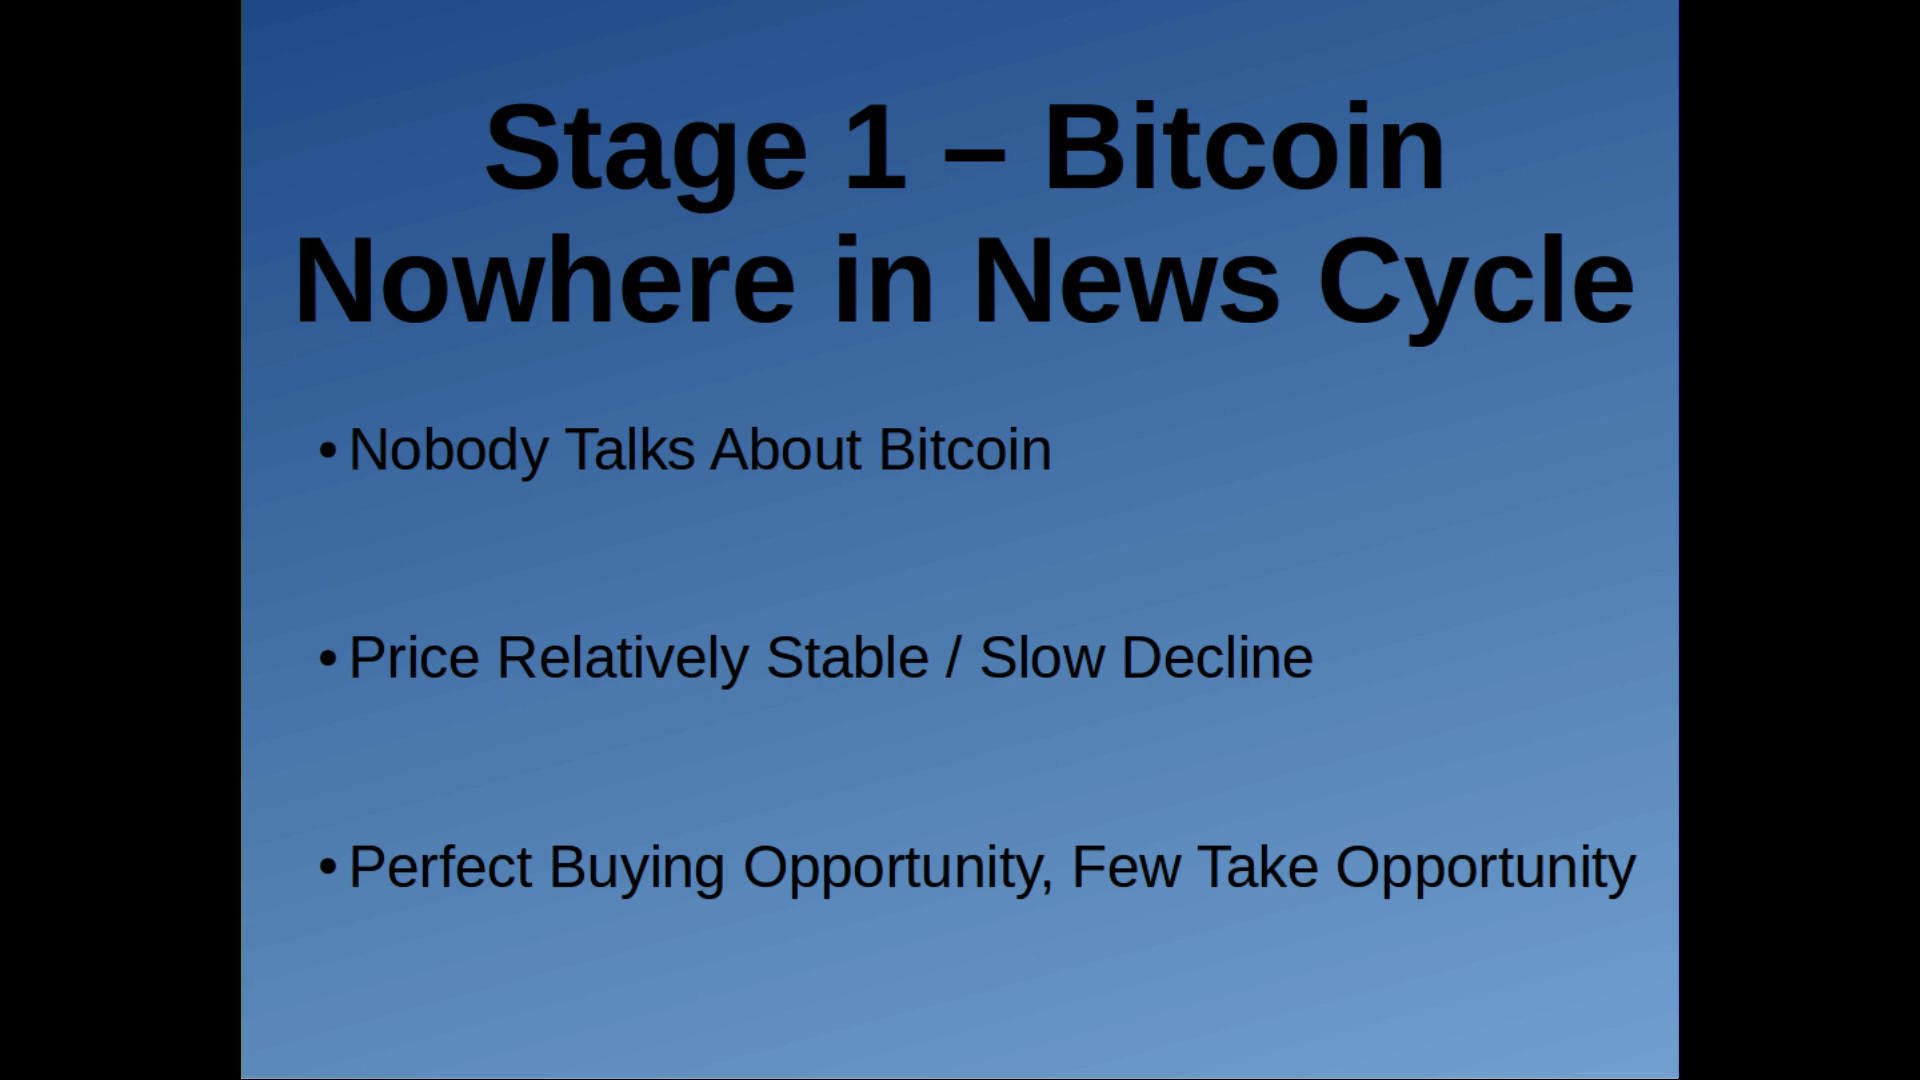 Stage 1 – Bitcoin
Nowhere in News Cycle
• Nobody Talks About Bitcoin
• Price Relatively Stable / Slow Decline
• Perfect Buying Opportunity, Few Take Opportunity